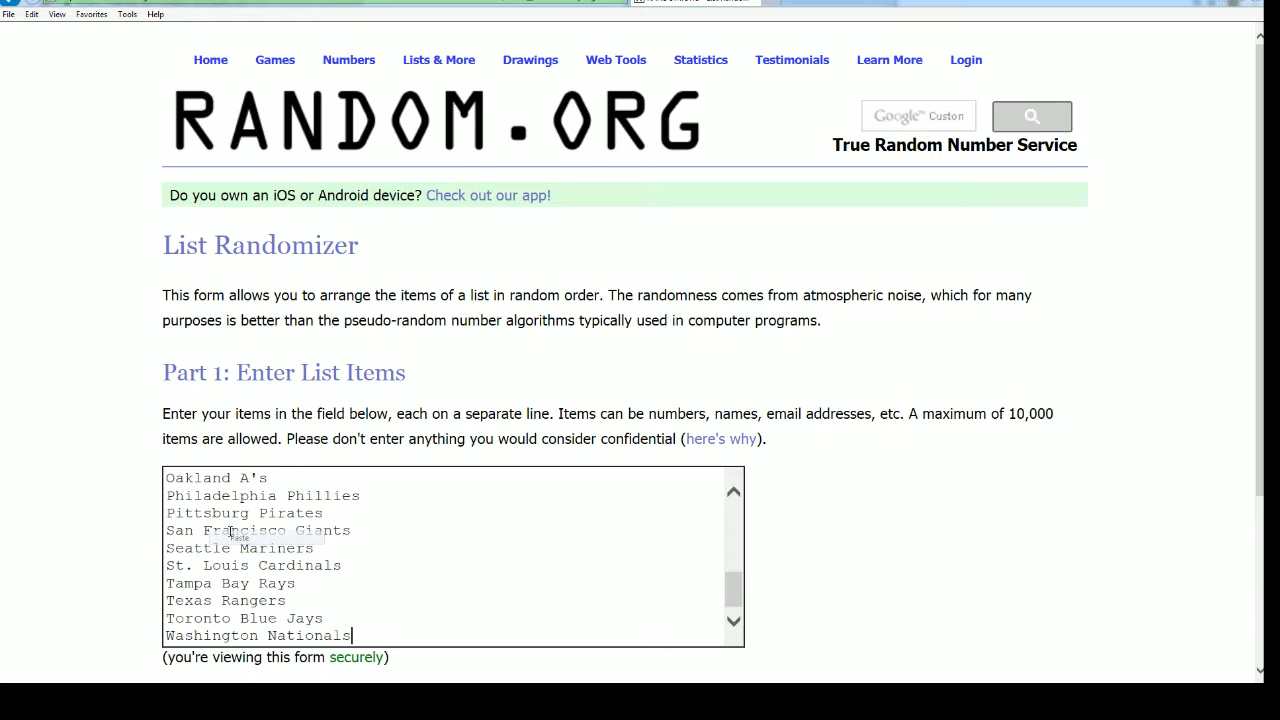 File Edit View Favorites Tools Help
Home Games Numbers Lists & More Drawings Web Tools Statistics Testimonials Learn More Login
RANDOM.ORG
Google™ Custon
True Random Number Service
Do you own an iOS or Android device? Check out our app!
List Randomizer
This form allows you to arrange the items of a list in random order. The randomness comes from atmospheric noise, which for many
purposes is better than the pseudo-random number algorithms typically used in computer programs.
Part 1: Enter List Items
Enter your items in the field below, each on a separate line. Items can be numbers, names, email addresses, etc. A maximum of 10,000
items are allowed. Please don't enter anything you would consider confidential (here's why).
Oakland A's
Philadelphia Phillies
Pittsburg Pirates
San Francisco Giants
Paste
Seattle Mariners
St. Louis Cardinals
Tampa Bay Rays
Texas Rangers
Toronto Blue Jays
Washington Nationals
(you're viewing this form securely)